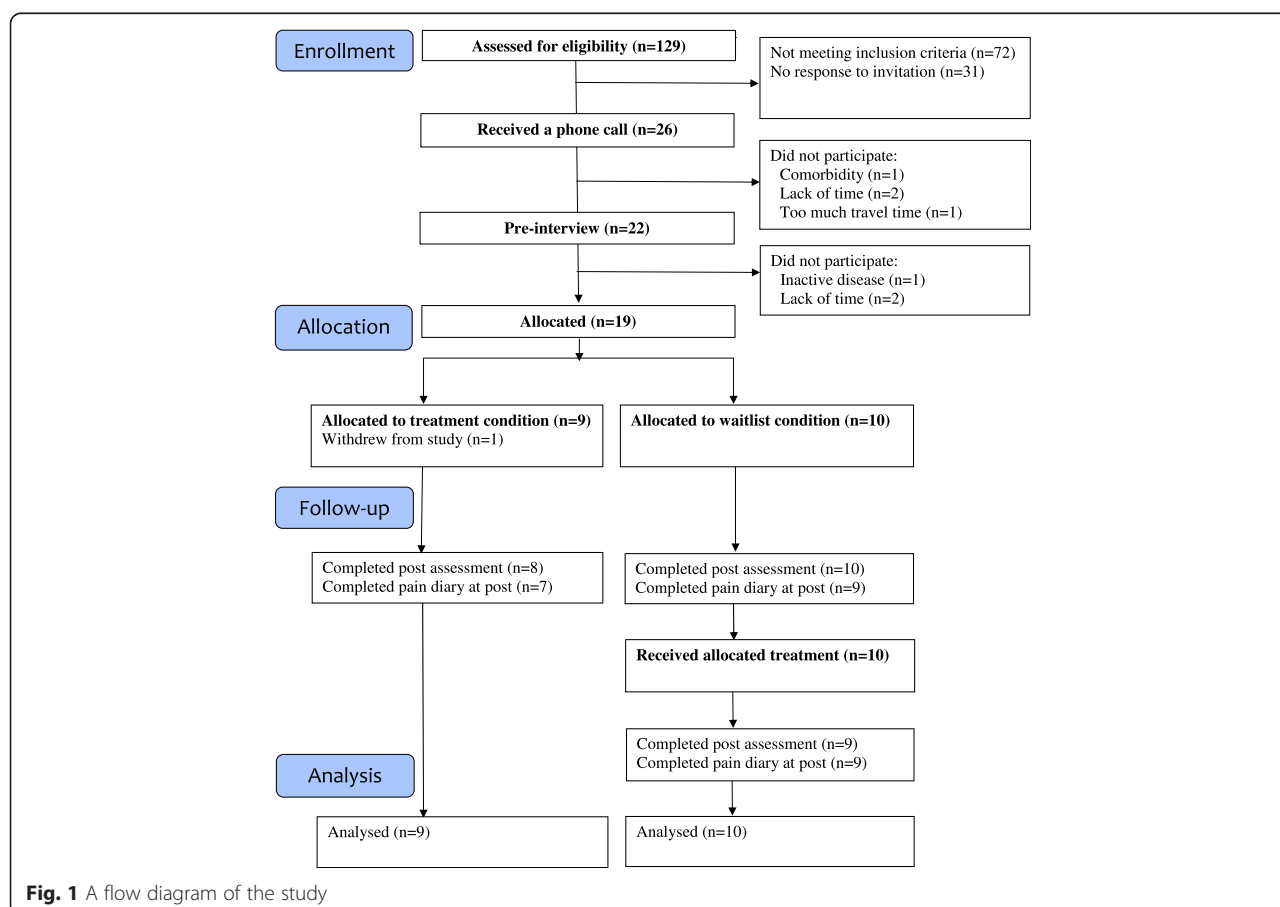 Enrollment
Assessed for eligibility (n=129)
Not meeting inclusion criteria (n=72)
No response to invitation (n=31)
Received a phone call (n=26)
Did not participate:
Comorbidity (n=1)
Lack of time (n=2)
Too much travel time (n=1)
Pre-interview (n=22)
Did not participate:
Inactive disease (n=1)
Lack of time (n=2)
Allocation
Allocated (n=19)
Allocated to treatment condition (n=9)
Withdrew from study (n=1)
Allocated to waitlist condition (n=10)
Follow-up
Completed post assessment (n=8)
Completed pain diary at post (n=7)
Completed post assessment (n=10)
Completed pain diary at post (n=9)
Received allocated treatment (n=10)
Completed post assessment (n=9)
Completed pain diary at post (n=9)
Analysis
Analysed (n=9)
Analysed (n=10)
Fig. 1 A flow diagram of the study